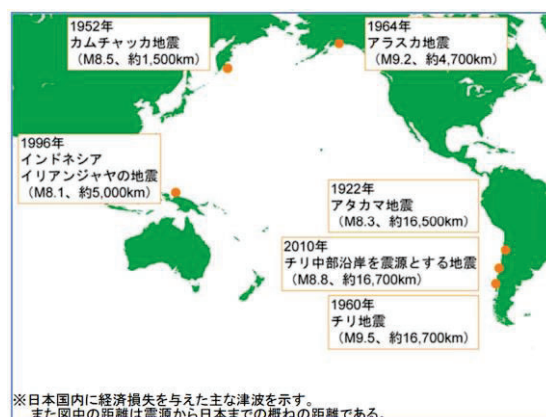 1952年
カムチャッカ地震
（M8.5、約1,500km）
1964年
アラスカ地震
（M9.2、約4,700km）
1996年
インドネシア
イリアンジャヤの地震
（M8.1、約5,000km）
1922年
アタカマ地震
（M8.3、約16,500km）
2010年
チリ中部沿岸を震源とする地震
（M8.8、約16,700km）
1960年
チリ地震
（M9.5、約16,700km）
※日本国内に経済損失を与えた主な津波を示す。
また図中の距離は震源から日本までの概ねの距離である。